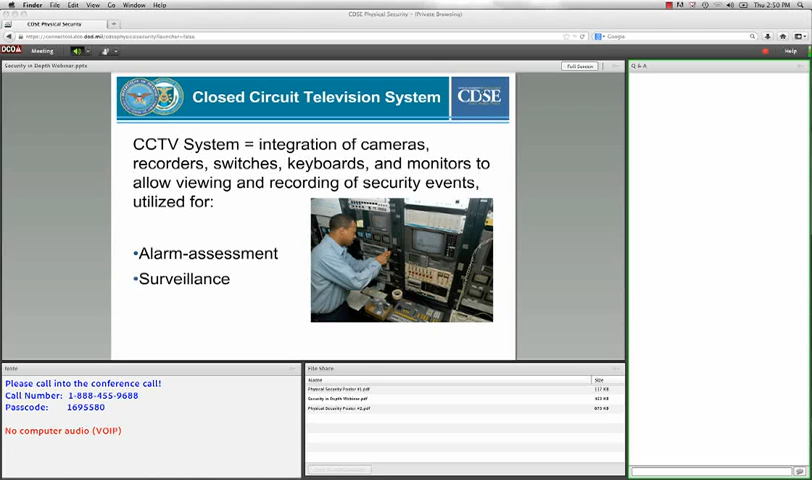 Finder File Edit View Go Window Help
Thu 2:50 PM
CDSE Physical Security – (Private Browsing)
CDSE Physical Security
Google
Meeting
Help
Security in Depth Webinar.pptx
Full Screen
Q & A
Closed Circuit Television System
CDSE
CCTV System = integration of cameras,
recorders, switches, keyboards, and monitors to
allow viewing and recording of security events,
utilized for:
•Alarm-assessment
•Surveillance
Note
Please call into the conference call!
Call Number: 1-888-455-9688
Passcode: 1695580
No computer audio (VOIP)
File Share
Name Size
Physical Security Poster #1.pdf
Security in Depth Webinar.pdf
Physical Security Poster #2.pdf